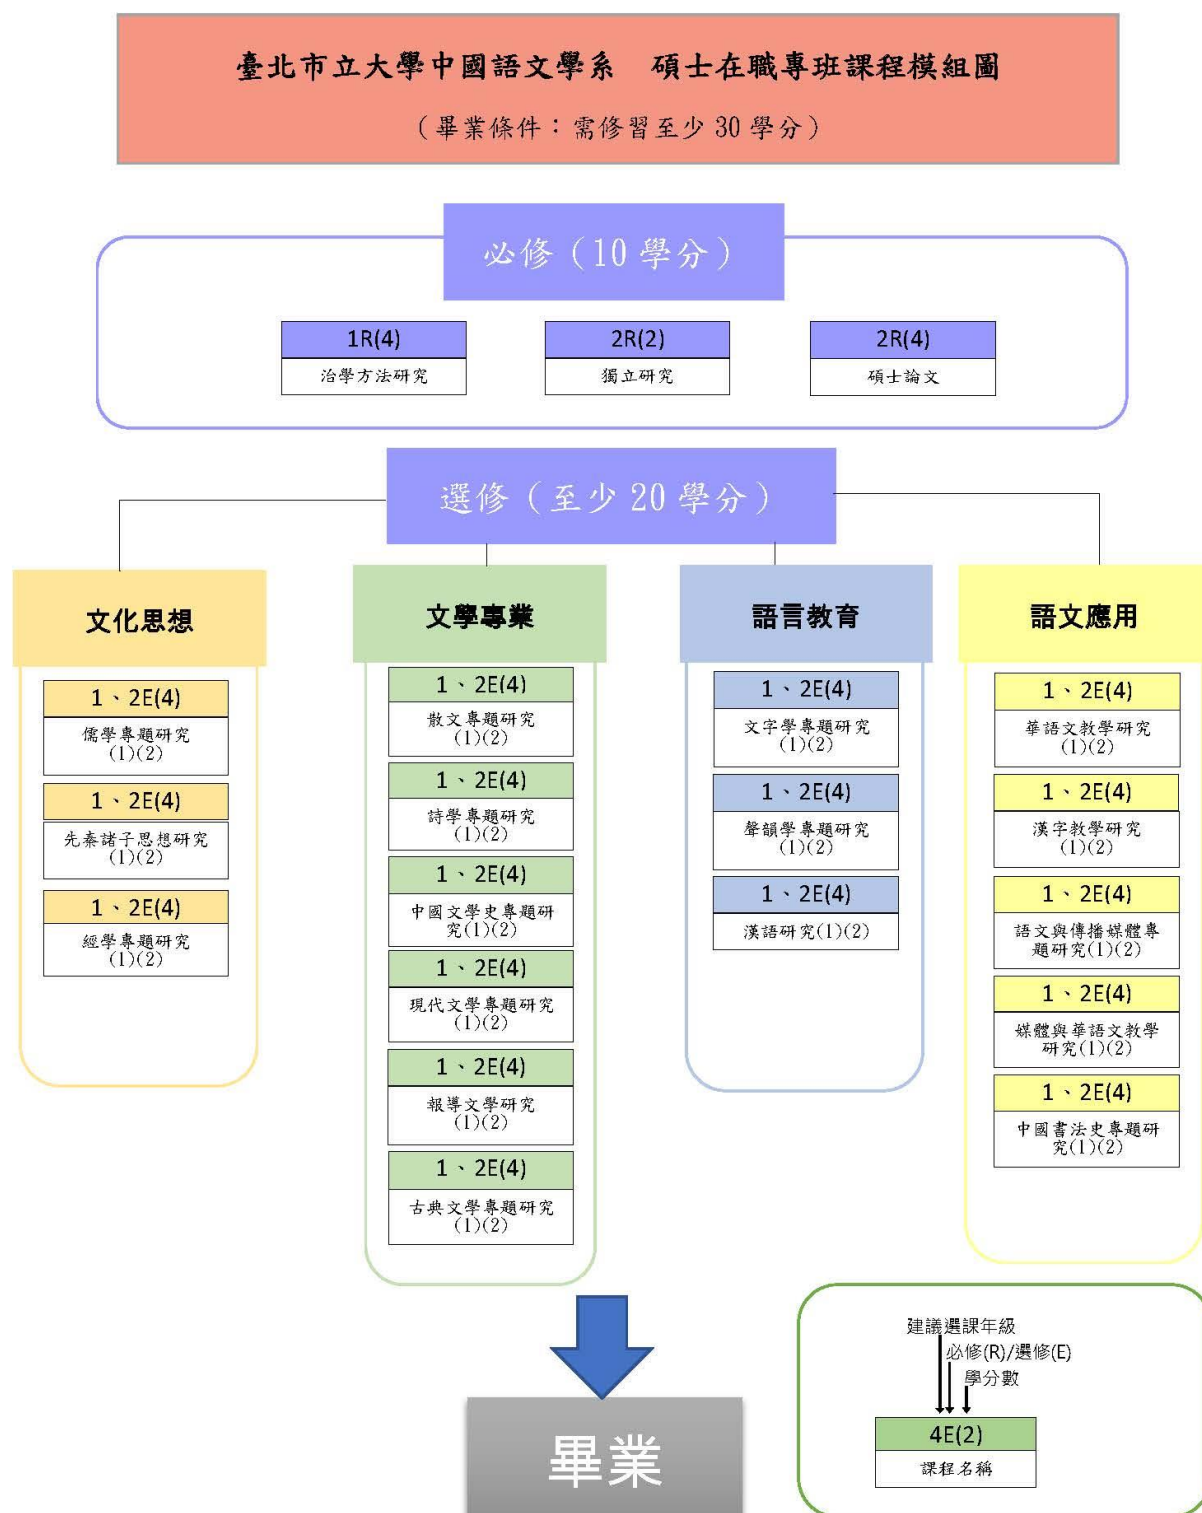 臺北市立大學中國語文學系　碩士在職專班課程模組圖
（畢業條件：需修習至少 30 學分）
必修（10 學分）
1R(4)
治學方法研究
2R(2)
獨立研究
2R(4)
碩士論文
選修（至少 20 學分）
文化思想
1、2E(4)
儒學專題研究
(1)(2)
1、2E(4)
先秦諸子思想研究
(1)(2)
1、2E(4)
經學專題研究
(1)(2)
文學專業
1、2E(4)
散文專題研究
(1)(2)
1、2E(4)
詩學專題研究
(1)(2)
1、2E(4)
中國文學史專題研
究(1)(2)
1、2E(4)
現代文學專題研究
(1)(2)
1、2E(4)
報導文學研究
(1)(2)
1、2E(4)
古典文學專題研究
(1)(2)
語言教育
1、2E(4)
文字學專題研究
(1)(2)
1、2E(4)
聲韻學專題研究
(1)(2)
1、2E(4)
漢語研究(1)(2)
語文應用
1、2E(4)
華語文教學研究
(1)(2)
1、2E(4)
漢字教學研究
(1)(2)
1、2E(4)
語文與傳播媒體專
題研究(1)(2)
1、2E(4)
媒體與華語文教學
研究(1)(2)
1、2E(4)
中國書法史專題研
究(1)(2)
畢業
建議選課年級
必修(R)/選修(E)
學分數
4E(2)
課程名稱